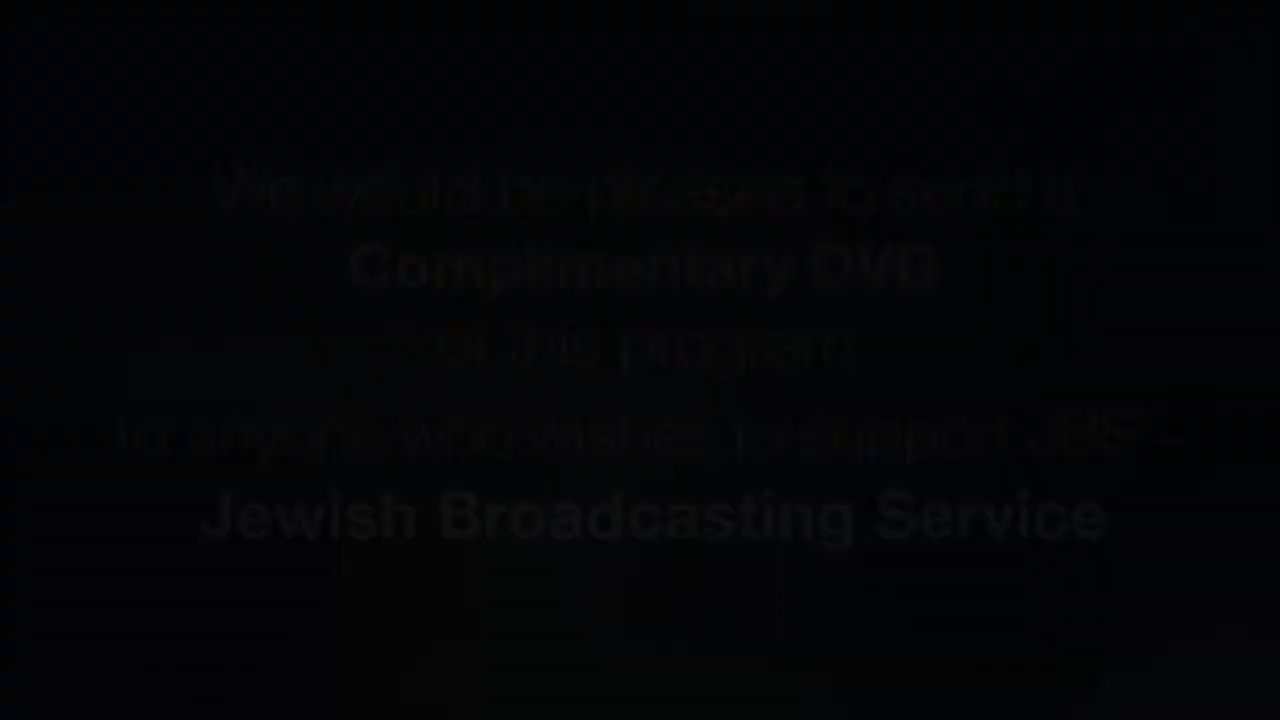 We would be pleased to send a
Complimentary DVD
of this program
to anyone who wishes to support JBS –
Jewish Broadcasting Service